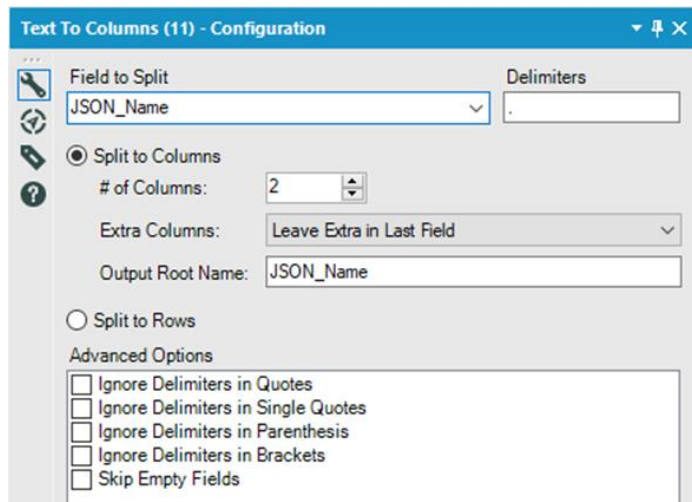 Text To Columns (11) - Configuration
Field to Split Delimiters
JSON_Name .
Split to Columns
# of Columns: 2
Extra Columns: Leave Extra in Last Field
Output Root Name: JSON_Name
Split to Rows
Advanced Options
Ignore Delimiters in Quotes
Ignore Delimiters in Single Quotes
Ignore Delimiters in Parenthesis
Ignore Delimiters in Brackets
Skip Empty Fields